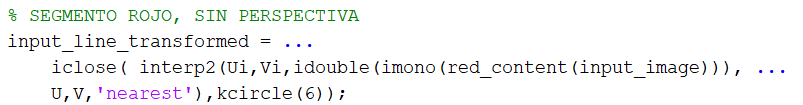 % SEGMENTO ROJO, SIN PERSPECTIVA
input_line_transformed = ...
iclose( interp2(Ui,Vi,idouble(imono(red_content(input_image))), ...
U,V,'nearest'),kcircle(6));